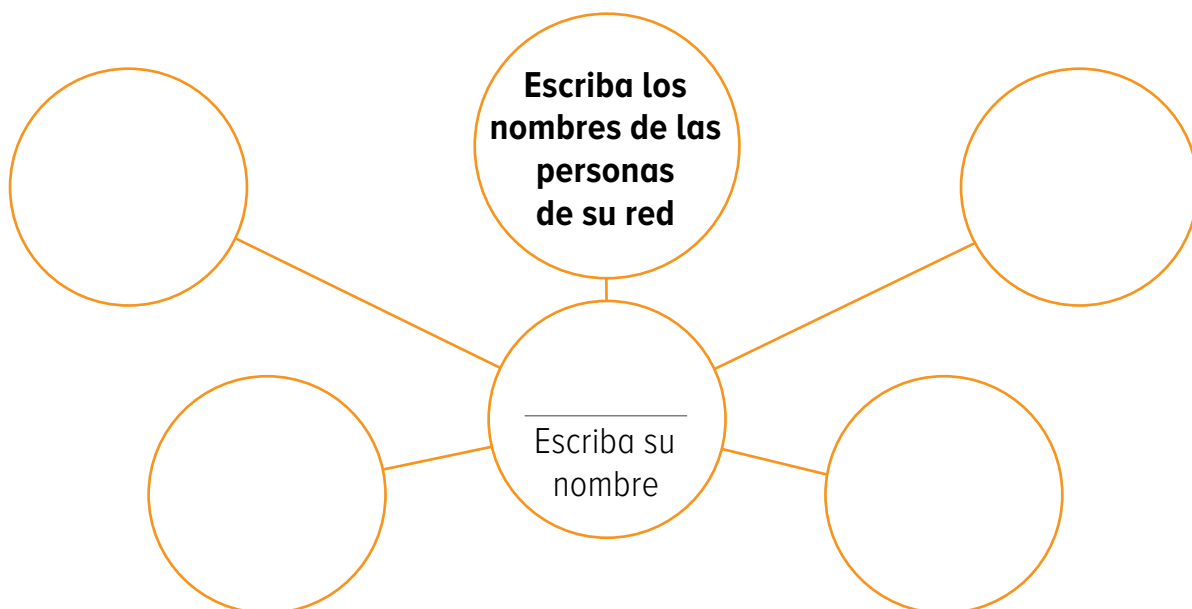 Escriba los
nombres de las
personas
de su red
Escriba su
nombre